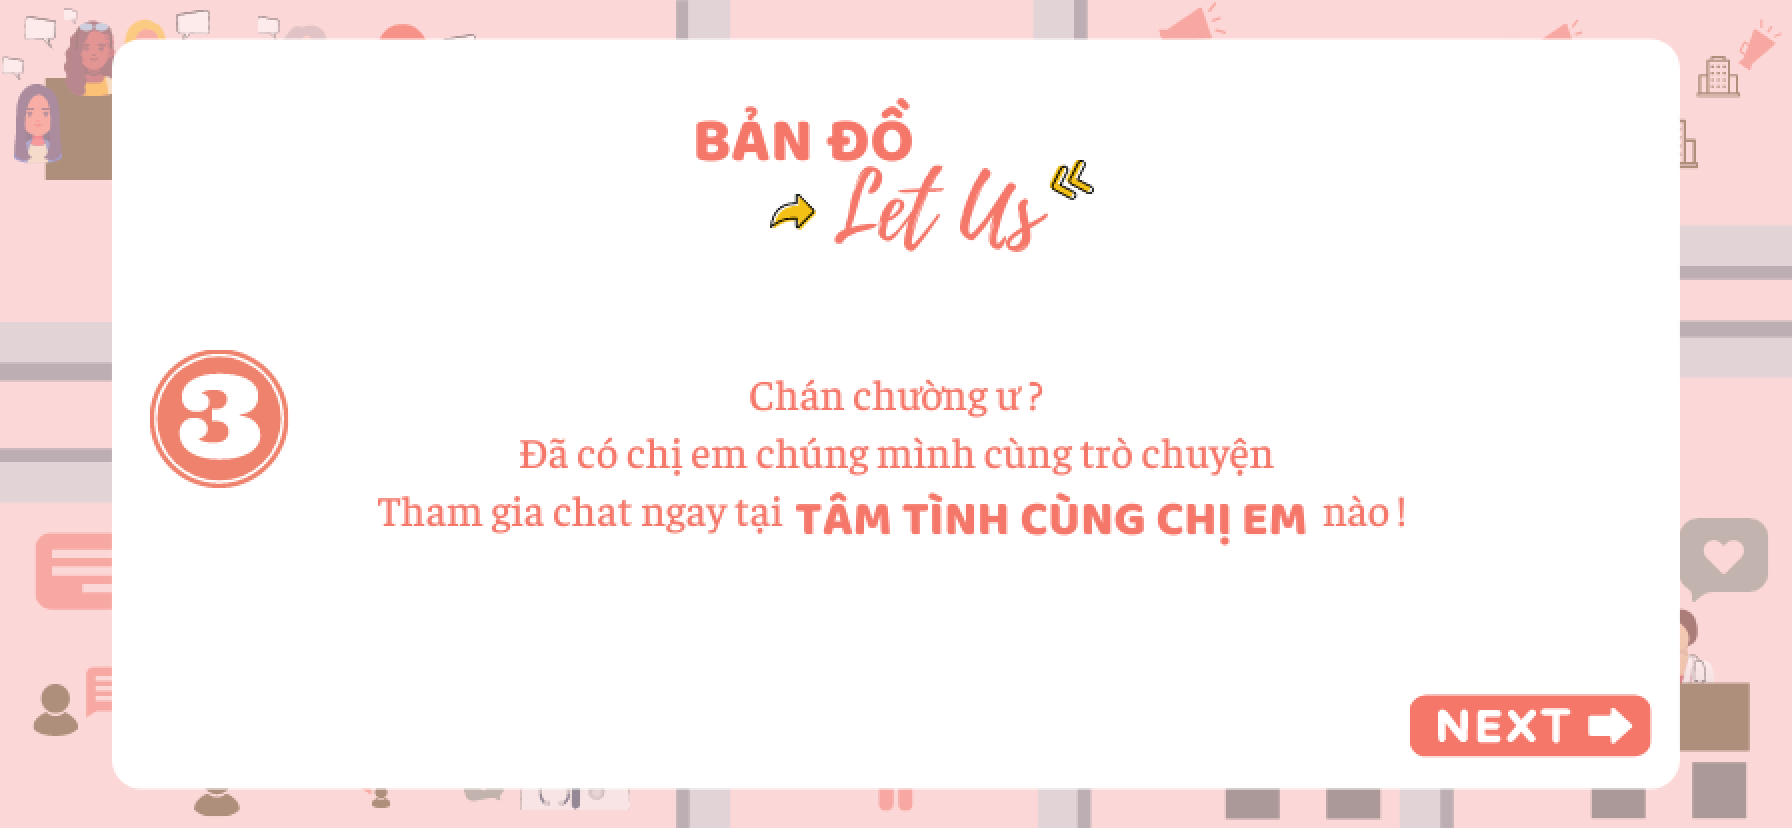 BẢN ĐỒ
Let Us
3
Chán chường ư ?
Đã có chị em chúng mình cùng trò chuyện
Tham gia chat ngay tại TÂM TÌNH CÙNG CHỊ EM nào !
NEXT